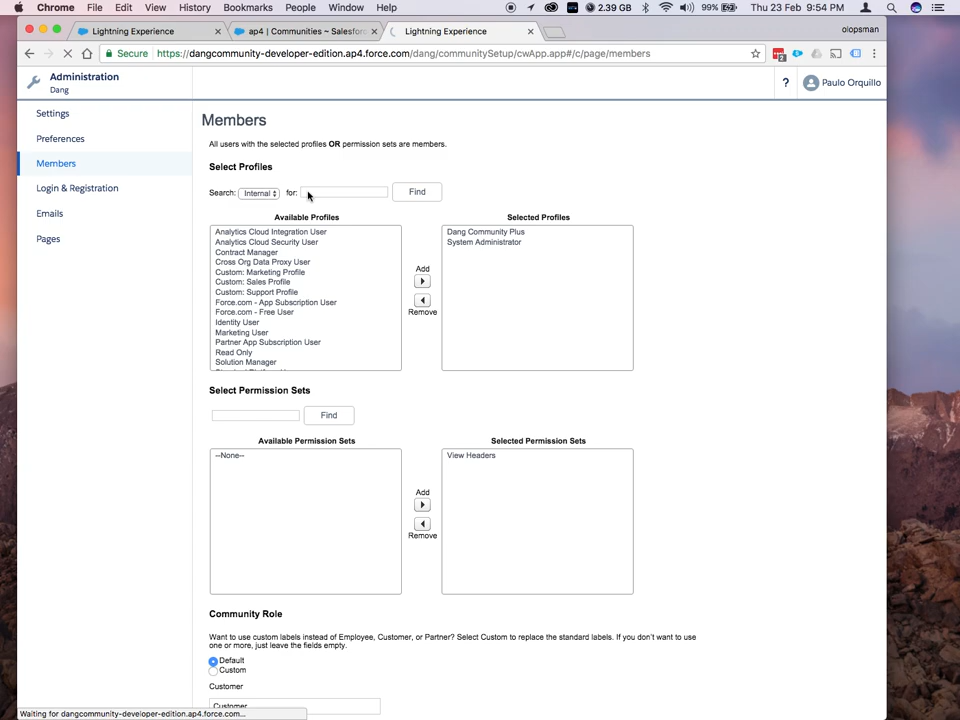 Chrome File Edit View History Bookmarks People Window Help 2.39 GB 99% Thu 23 Feb 9:54 PM
Lightning Experience ap4 | Communities ~ Salesfor Lightning Experience olopsman
Secure https://dangcommunity-developer-edition.ap4.force.com/dang/communitySetup/cwApp.app#/c/page/members 2
Administration
Dang
? Paulo Orquillo
Settings
Preferences
Members
Login & Registration
Emails
Pages
Members
All users with the selected profiles OR permission sets are members.
Select Profiles
Search: Internal for: Find
Available Profiles Selected Profiles
Analytics Cloud Integration User
Analytics Cloud Security User
Contract Manager
Cross Org Data Proxy User
Custom: Marketing Profile
Custom: Sales Profile
Custom: Support Profile
Force.com - App Subscription User
Force.com - Free User
Identity User
Marketing User
Partner App Subscription User
Read Only
Solution Manager
Add
Remove
Dang Community Plus
System Administrator
Select Permission Sets
Find
Available Permission Sets Selected Permission Sets
--None--
Add
Remove
View Headers
Community Role
Want to use custom labels instead of Employee, Customer, or Partner? Select Custom to replace the standard labels. If you don't want to use
one or more, just leave the fields empty.
Default
Custom
Customer
Customer
Waiting for dangcommunity-developer-edition.ap4.force.com...